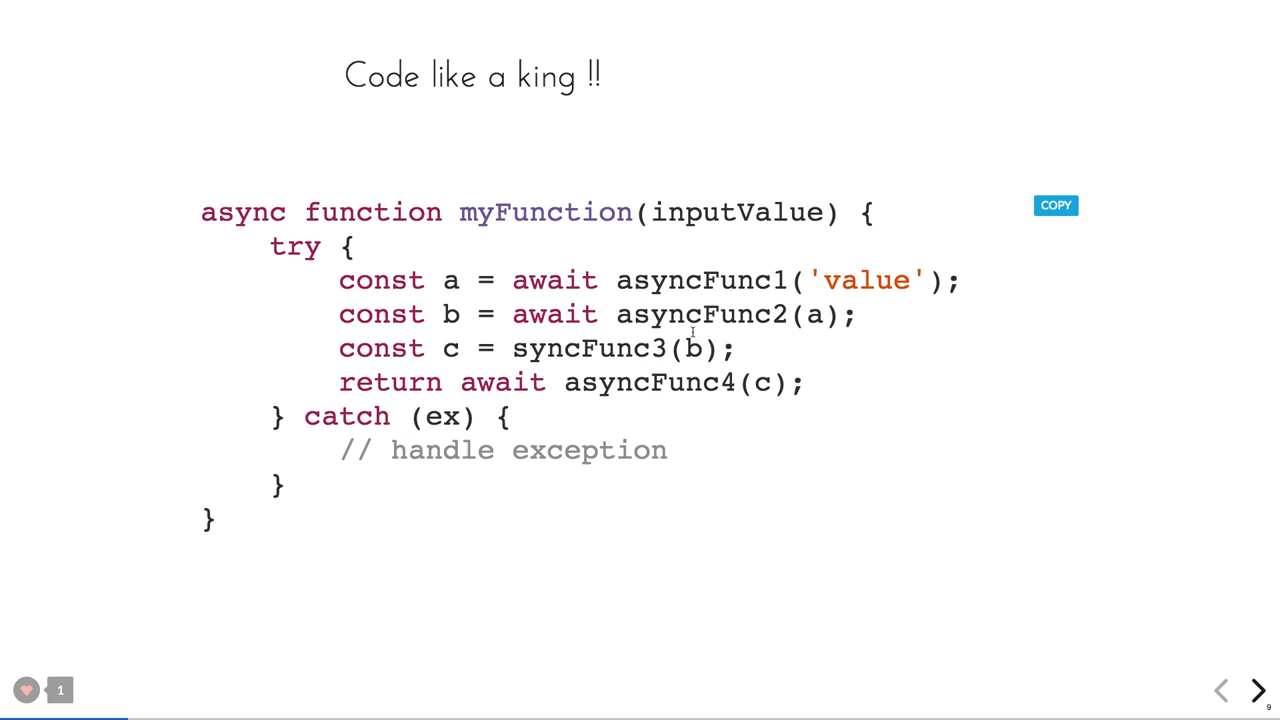 Code like a king !!
COPY
async function myFunction(inputValue) {
    try {
        const a = await asyncFunc1('value');
        const b = await asyncFunc2(a);
        const c = syncFunc3(b);
        return await asyncFunc4(c);
    } catch (ex) {
        // handle exception
    }
}
1
9